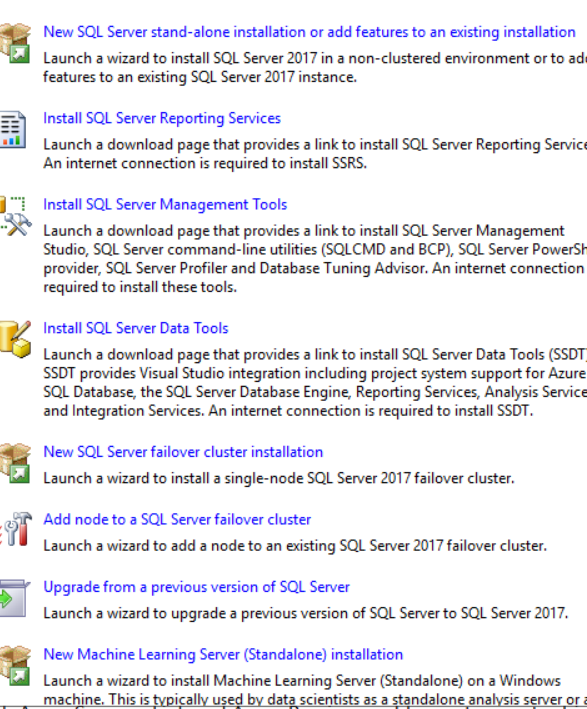 New SQL Server stand-alone installation or add features to an existing installation
Launch a wizard to install SQL Server 2017 in a non-clustered environment or to add
features to an existing SQL Server 2017 instance.
Install SQL Server Reporting Services
Launch a download page that provides a link to install SQL Server Reporting Service
An internet connection is required to install SSRS.
Install SQL Server Management Tools
Launch a download page that provides a link to install SQL Server Management
Studio, SQL Server command-line utilities (SQLCMD and BCP), SQL Server PowerSh
provider, SQL Server Profiler and Database Tuning Advisor. An internet connection
required to install these tools.
Install SQL Server Data Tools
Launch a download page that provides a link to install SQL Server Data Tools (SSDT)
SSDT provides Visual Studio integration including project system support for Azure
SQL Database, the SQL Server Database Engine, Reporting Services, Analysis Service
and Integration Services. An internet connection is required to install SSDT.
New SQL Server failover cluster installation
Launch a wizard to install a single-node SQL Server 2017 failover cluster.
Add node to a SQL Server failover cluster
Launch a wizard to add a node to an existing SQL Server 2017 failover cluster.
Upgrade from a previous version of SQL Server
Launch a wizard to upgrade a previous version of SQL Server to SQL Server 2017.
New Machine Learning Server (Standalone) installation
Launch a wizard to install Machine Learning Server (Standalone) on a Windows
machine. This is typically used by data scientists as a standalone analysis server or a